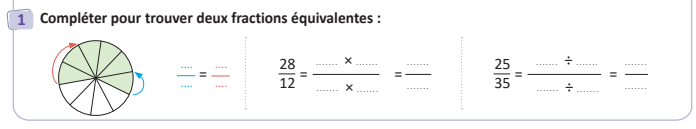 1 Compléter pour trouver deux fractions équivalentes :
.... / .... = .... / ....
28 / 12 = ....... × ....... / ....... × ....... = ....... / .......
25 / 35 = ....... ÷ ....... / ....... ÷ ....... = ....... / .......